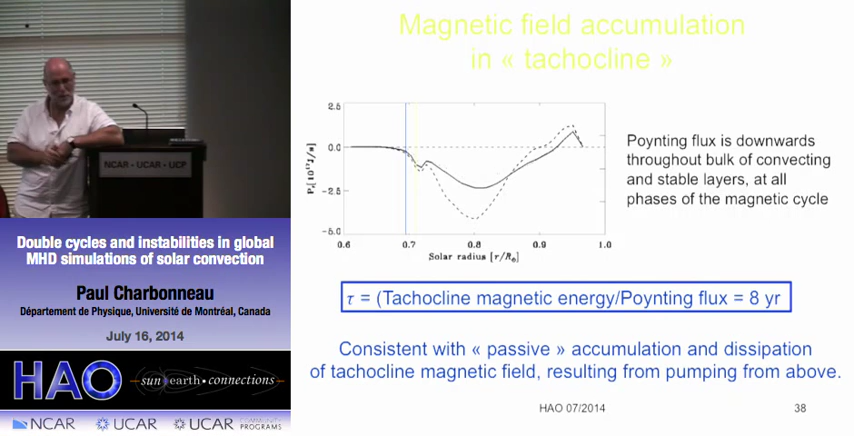 Magnetic field accumulation
in « tachocline »
NCAR - UCAR - UCP
2.5
0.0
-2.5
-5.0
0.6 0.7 0.8 0.9 1.0
Solar radius [r/R⊙]
Poynting flux is downwards
throughout bulk of convecting
and stable layers, at all
phases of the magnetic cycle
τ = (Tachocline magnetic energy/Poynting flux = 8 yr
Consistent with « passive » accumulation and dissipation
of tachocline magnetic field, resulting from pumping from above.
HAO 07/2014 38
Double cycles and instabilities in global
MHD simulations of solar convection
Paul Charbonneau
Département de Physique, Université de Montréal, Canada
July 16, 2014
HAO
sun earth • connections
NCAR UCAR UCAR COMMUNITY PROGRAMS